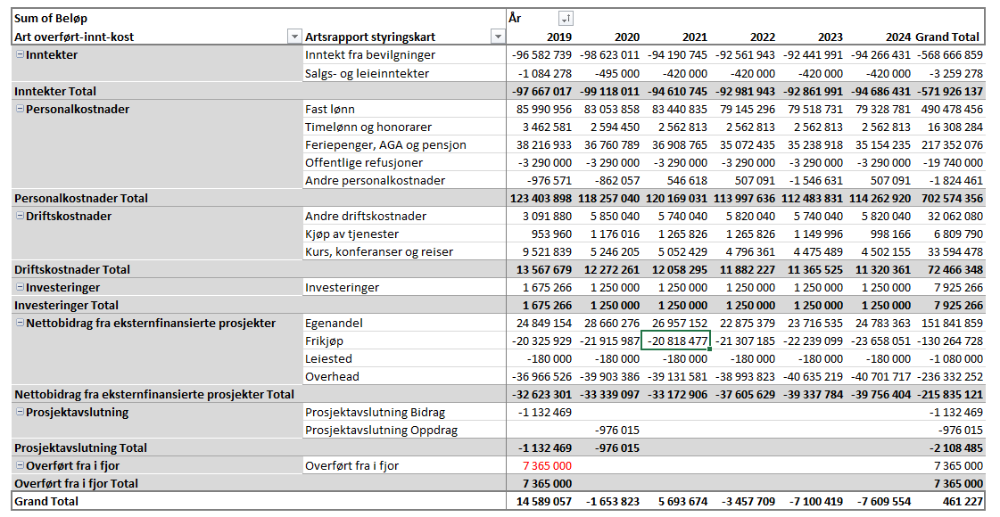 Sum of Beløp År
Art overført-innt-kost Artsrapport styringskart 2019 2020 2021 2022 2023 2024 Grand Total
Inntekter Inntekt fra bevilgninger -96 582 739 -98 623 011 -94 190 745 -92 561 943 -92 441 991 -94 266 431 -568 666 859
Salgs- og leieinntekter -1 084 278 -495 000 -420 000 -420 000 -420 000 -420 000 -3 259 278
Inntekter Total -97 667 017 -99 118 011 -94 610 745 -92 981 943 -92 861 991 -94 686 431 -571 926 137
Personalkostnader Fast lønn 85 990 956 83 053 858 83 440 835 79 145 296 79 518 731 79 328 781 490 478 456
Timelønn og honorarer 3 462 581 2 594 450 2 562 813 2 562 813 2 562 813 2 562 813 16 308 284
Feriepenger, AGA og pensjon 38 216 933 36 760 789 36 908 765 35 072 435 35 238 918 35 154 235 217 352 076
Offentlige refusjoner -3 290 000 -3 290 000 -3 290 000 -3 290 000 -3 290 000 -3 290 000 -19 740 000
Andre personalkostnader -976 571 -862 057 546 618 507 091 -1 546 631 507 091 -1 824 461
Personalkostnader Total 123 403 898 118 257 040 120 169 031 113 997 636 112 483 831 114 262 920 702 574 356
Driftskostnader Andre driftskostnader 3 091 880 5 850 040 5 740 040 5 820 040 5 740 040 5 820 040 32 062 080
Kjøp av tjenester 953 960 1 176 016 1 265 826 1 265 826 1 149 996 998 166 6 809 790
Kurs, konferanser og reiser 9 521 839 5 246 205 5 052 429 4 796 361 4 475 489 4 502 155 33 594 478
Driftskostnader Total 13 567 679 12 272 261 12 058 295 11 882 227 11 365 525 11 320 361 72 466 348
Investeringer Investeringer 1 675 266 1 250 000 1 250 000 1 250 000 1 250 000 1 250 000 7 925 266
Investeringer Total 1 675 266 1 250 000 1 250 000 1 250 000 1 250 000 1 250 000 7 925 266
Nettobidrag fra eksternfinansierte prosjekter Egenandel 24 849 154 28 660 276 26 957 152 22 875 379 23 716 535 24 783 363 151 841 859
Frikjøp -20 325 929 -21 915 987 -20 818 477 -21 307 185 -22 239 099 -23 658 051 -130 264 728
Leiested -180 000 -180 000 -180 000 -180 000 -180 000 -180 000 -1 080 000
Overhead -36 966 526 -39 903 386 -39 131 581 -38 993 823 -40 635 219 -40 701 717 -236 332 252
Nettobidrag fra eksternfinansierte prosjekter Total -32 623 301 -33 339 097 -33 172 906 -37 605 629 -39 337 784 -39 756 404 -215 835 121
Prosjektavslutning Prosjektavslutning Bidrag -1 132 469 -1 132 469
Prosjektavslutning Oppdrag -976 015 -976 015
Prosjektavslutning Total -1 132 469 -976 015 -2 108 485
Overført fra i fjor Overført fra i fjor 7 365 000 7 365 000
Overført fra i fjor Total 7 365 000 7 365 000
Grand Total 14 589 057 -1 653 823 5 693 674 -3 457 709 -7 100 419 -7 609 554 461 227